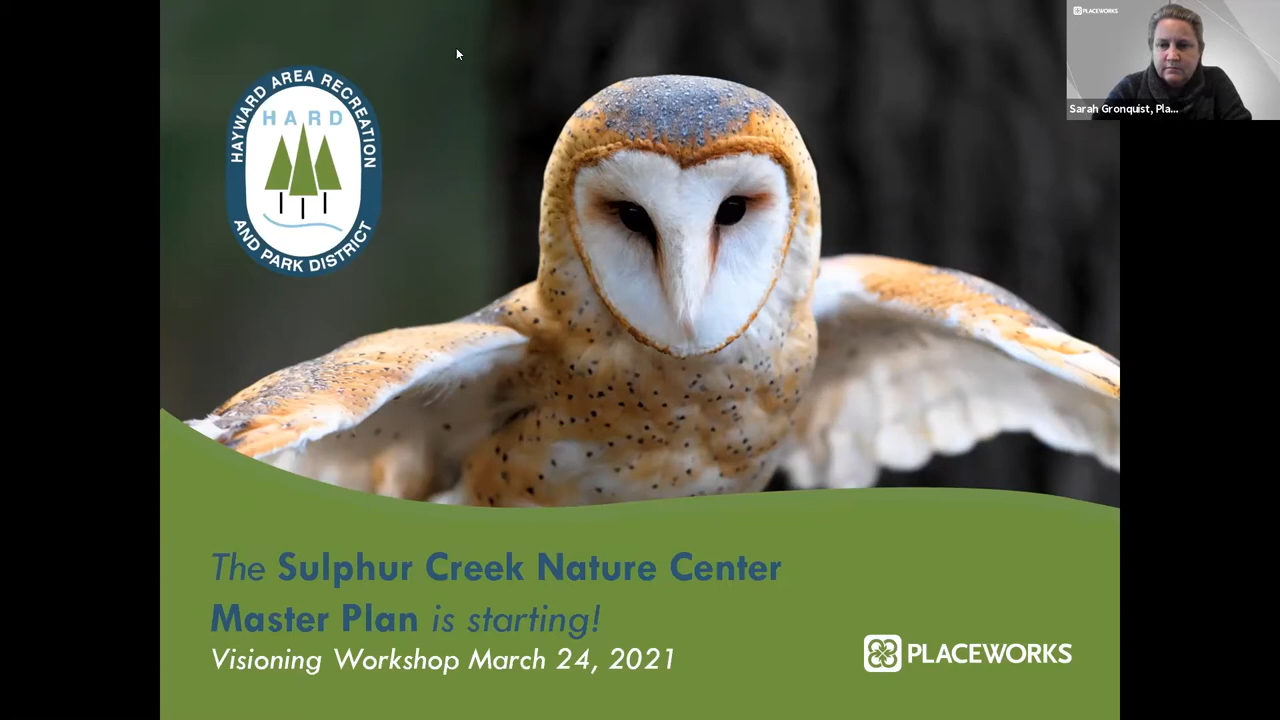 HAYWARD AREA RECREATION
HARD
AND PARK DISTRICT
PLACEWORKS
Sarah Gronquist, Pla...
The Sulphur Creek Nature Center
Master Plan is starting!
Visioning Workshop March 24, 2021
PLACEWORKS